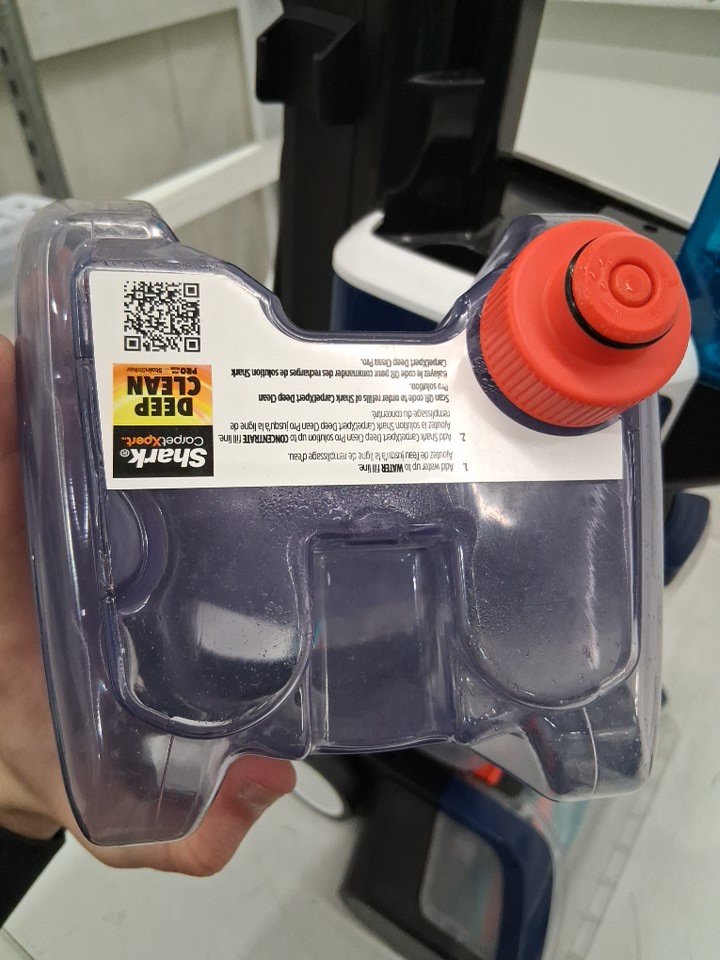 Shark®
CarpetXpert™
DEEP
CLEAN
PRO
1. Add water to up to WATER fill line.
Ajoutez de l'eau jusqu'à la ligne de remplissage d'eau.
2. Add Shark CarpetXpert Deep Clean Pro solution to up to CONCENTRATE fill line.
Ajoutez la solution Shark CarpetXpert Deep Clean Pro jusqu'à la ligne de
remplissage du concentré.
Scan QR code to order refills of Shark CarpetXpert Deep Clean
Pro solution.
Balayez le code QR pour commander des recharges de solution Shark
CarpetXpert Deep Clean Pro.